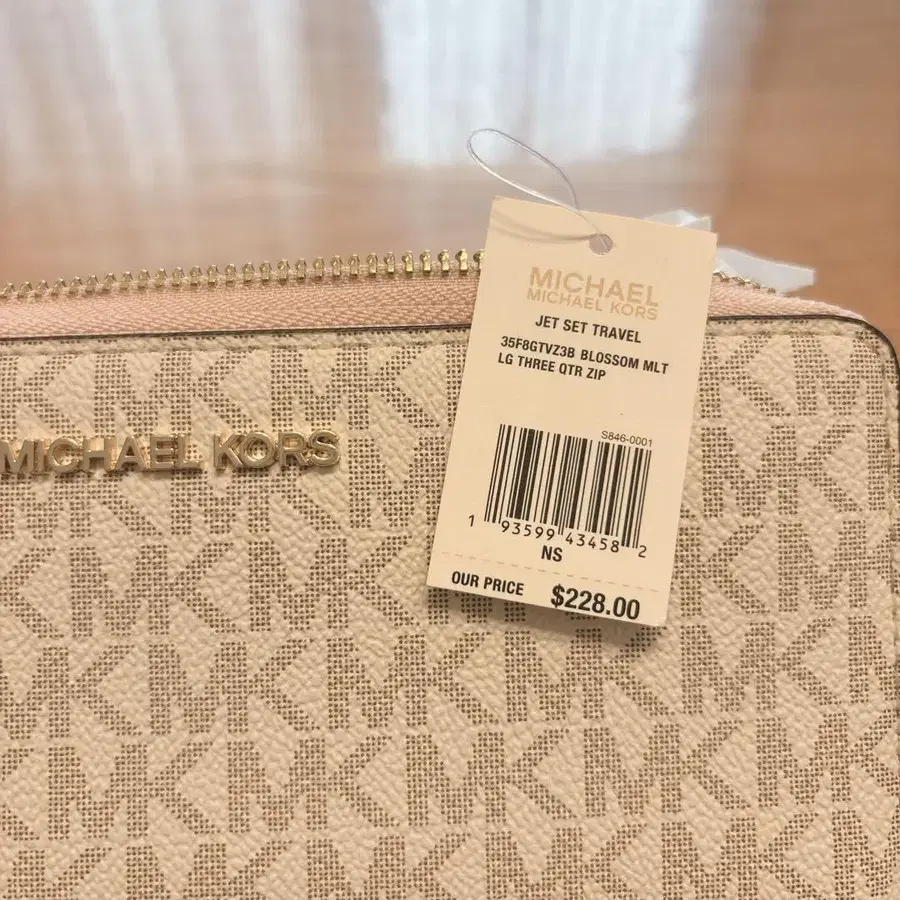 MICHAEL
MICHAEL KORS
JET SET TRAVEL
35F8GTVZ3B BLOSSOM MLT
LG THREE QTR ZIP
S846-0001
1 93599 43458 2
NS
OUR PRICE $228.00
MICHAEL KORS